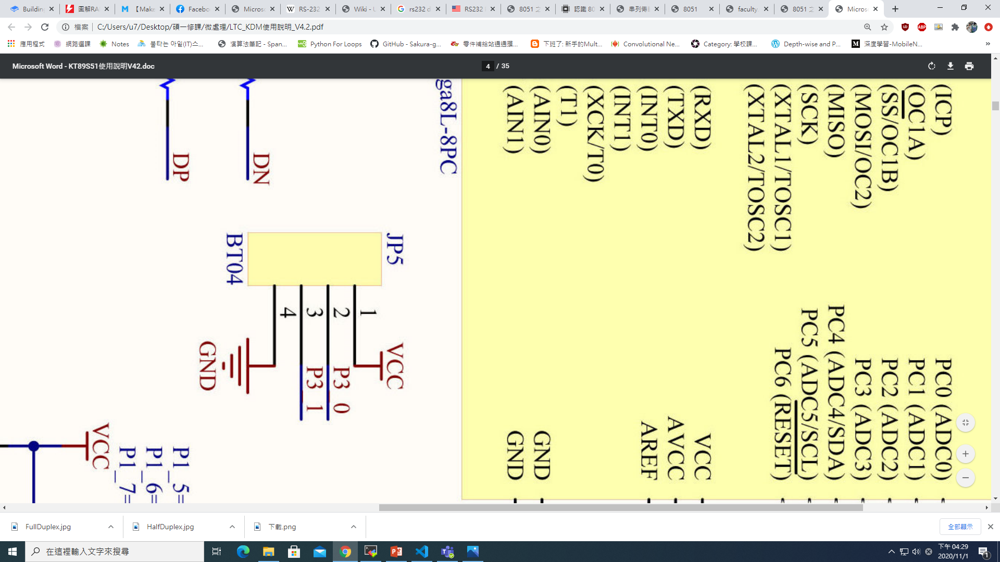 Building
圖解RA
【Make
Facebo
Microso
RS-232
Wiki - U
rs232 d
RS232
8051 之
認識 80
串列傳
8051
faculty.
8051 之
Micros
檔案
C:/Users/u7/Desktop/碩一修課/微處理/LTC_KDM使用說明_V4.2.pdf
應用程式
網路選課
Notes
불타는 아일(IT)스...
演算法筆記 - Span...
Python For Loops
GitHub - Sakura-g...
零件補給站通通摸...
下班了: 新手的Mult...
Convolutional Ne...
Category: 學校課...
Depth-wise and P...
深度學習-MobileN...
Microsoft Word - KT89S51使用說明V42.doc
4 / 35
(ICP)
(OC1A)
(SS/OC1B)
(MOSI/OC2)
(MISO)
(SCK)
(XTAL1/TOSC1)
(XTAL2/TOSC2)
(RXD)
(TXD)
(INT0)
(INT1)
(XCK/T0)
(T1)
(AIN0)
(AIN1)
PC0 (ADC0)
PC1 (ADC1)
PC2 (ADC2)
PC3 (ADC3)
PC4 (ADC4/SDA)
PC5 (ADC5/SCL)
PC6 (RESET)
VCC
AVCC
AREF
GND
GND
ga8L-8PC
DN
DP
JP5
BT04
1
2
3
4
VCC
P3_0
P3_1
GND
VCC
P1_5=
P1_6=
P1_7=
FullDuplex.jpg
HalfDuplex.jpg
下載.png
全部顯示
在這裡輸入文字來搜尋
下午 04:29
2020/11/1
1